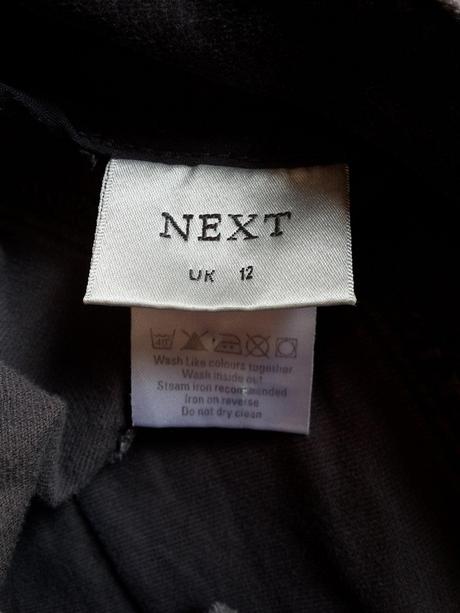 NEXT
UK 12
40°
Wash Like colours together
Wash inside out
Steam iron recommended
Iron on reverse
Do not dry clean